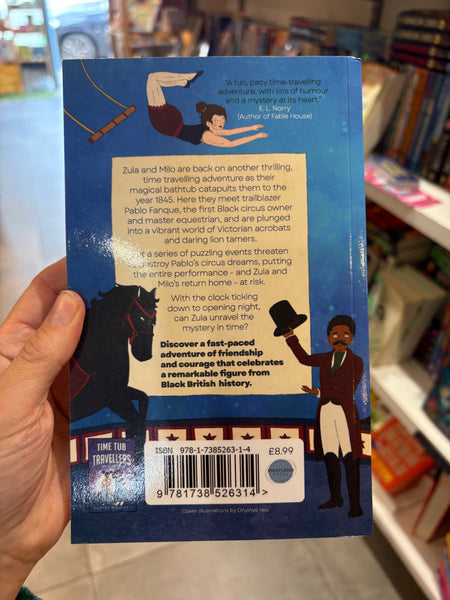 "A fun, pacy time-travelling
adventure, with lots of humour
and a mystery at its heart."
E. L. Norry
(Author of Fable House)
Zula and Milo are back on another thrilling,
time travelling adventure as their
magical bathtub catapults them to the
year 1845. Here they meet trailblazer
Pablo Fanque, the first Black circus owner
and master equestrian, and are plunged
into a vibrant world of Victorian acrobats
and daring lion tamers.
a series of puzzling events threaten
destroy Pablo's circus dreams, putting
the entire performance - and Zula and
Milo's return home - at risk.
With the clock ticking
down to opening night,
can Zula unravel the
mystery in time?
Discover a fast-paced
adventure of friendship
and courage that celebrates
a remarkable figure from
Black British history.
TIME TUB
TRAVELLERS
ISBN 978-1-7385263-1-4
£8.99
MARYLAND
9 781738 526314 >
Cover illustrations by Onyinye Iwu